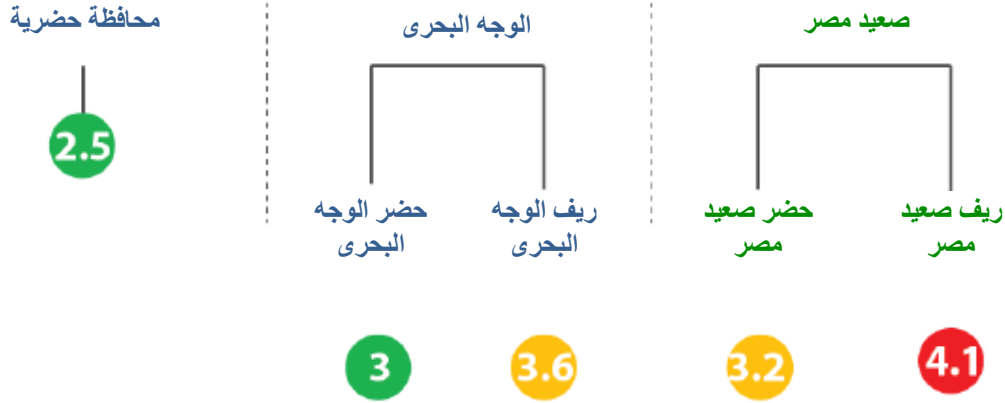 صعيد مصر
الوجه البحرى
محافظة حضرية
2.5
ريف صعيد
مصر
حضر صعيد
مصر
ريف الوجه
البحرى
حضر الوجه
البحرى
4.1
3.2
3.6
3